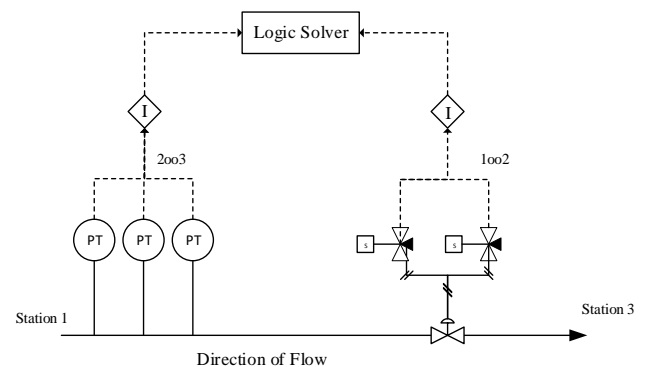 Logic Solver
I
I
2oo3
1oo2
PT
PT
PT
s
s
Station 1
Station 3
Direction of Flow